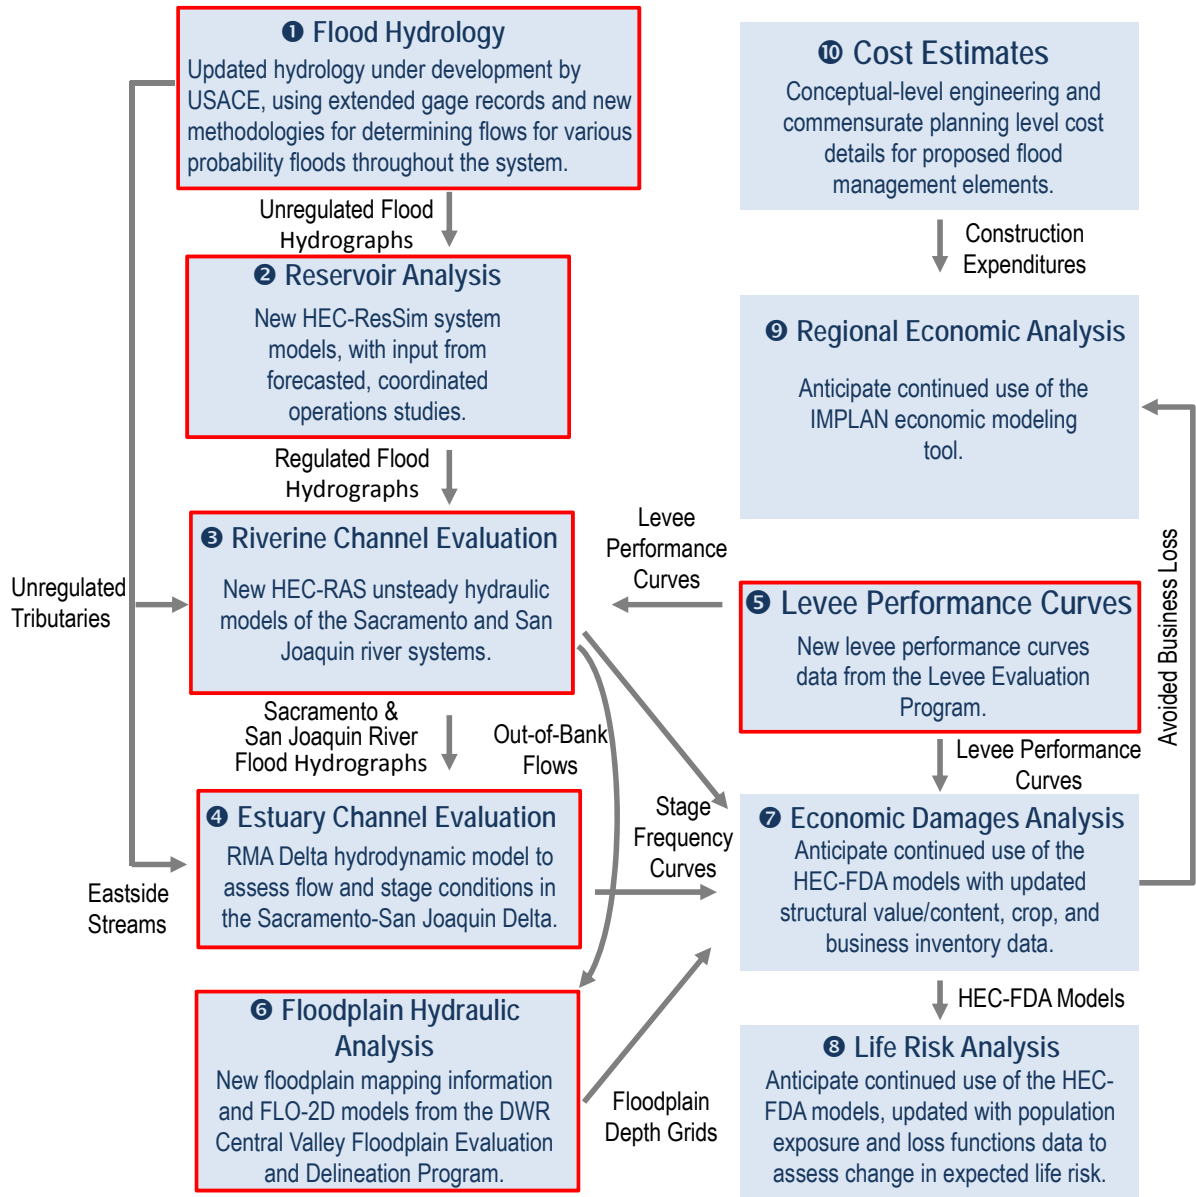 ❶ Flood Hydrology
Updated hydrology under development by
USACE, using extended gage records and new
methodologies for determining flows for various
probability floods throughout the system.
Unregulated Flood
Hydrographs
❷ Reservoir Analysis
New HEC-ResSim system
models, with input from
forecasted, coordinated
operations studies.
Regulated Flood
Hydrographs
❸ Riverine Channel Evaluation
New HEC-RAS unsteady hydraulic
models of the Sacramento and San
Joaquin river systems.
Unregulated
Tributaries
Sacramento &
San Joaquin River
Flood Hydrographs
Out-of-Bank
Flows
❹ Estuary Channel Evaluation
RMA Delta hydrodynamic model to
assess flow and stage conditions in
the Sacramento-San Joaquin Delta.
Eastside
Streams
❻ Floodplain Hydraulic
Analysis
New floodplain mapping information
and FLO-2D models from the DWR
Central Valley Floodplain Evaluation
and Delineation Program.
❿ Cost Estimates
Conceptual-level engineering and
commensurate planning level cost
details for proposed flood
management elements.
Construction
Expenditures
❾ Regional Economic Analysis
Anticipate continued use of the
IMPLAN economic modeling
tool.
Levee
Performance
Curves
❺ Levee Performance Curves
New levee performance curves
data from the Levee Evaluation
Program.
Avoided Business Loss
Levee Performance
Curves
Stage
Frequency
Curves
❼ Economic Damages Analysis
Anticipate continued use of the
HEC-FDA models with updated
structural value/content, crop, and
business inventory data.
HEC-FDA Models
Floodplain
Depth Grids
❽ Life Risk Analysis
Anticipate continued use of the HEC-
FDA models, updated with population
exposure and loss functions data to
assess change in expected life risk.